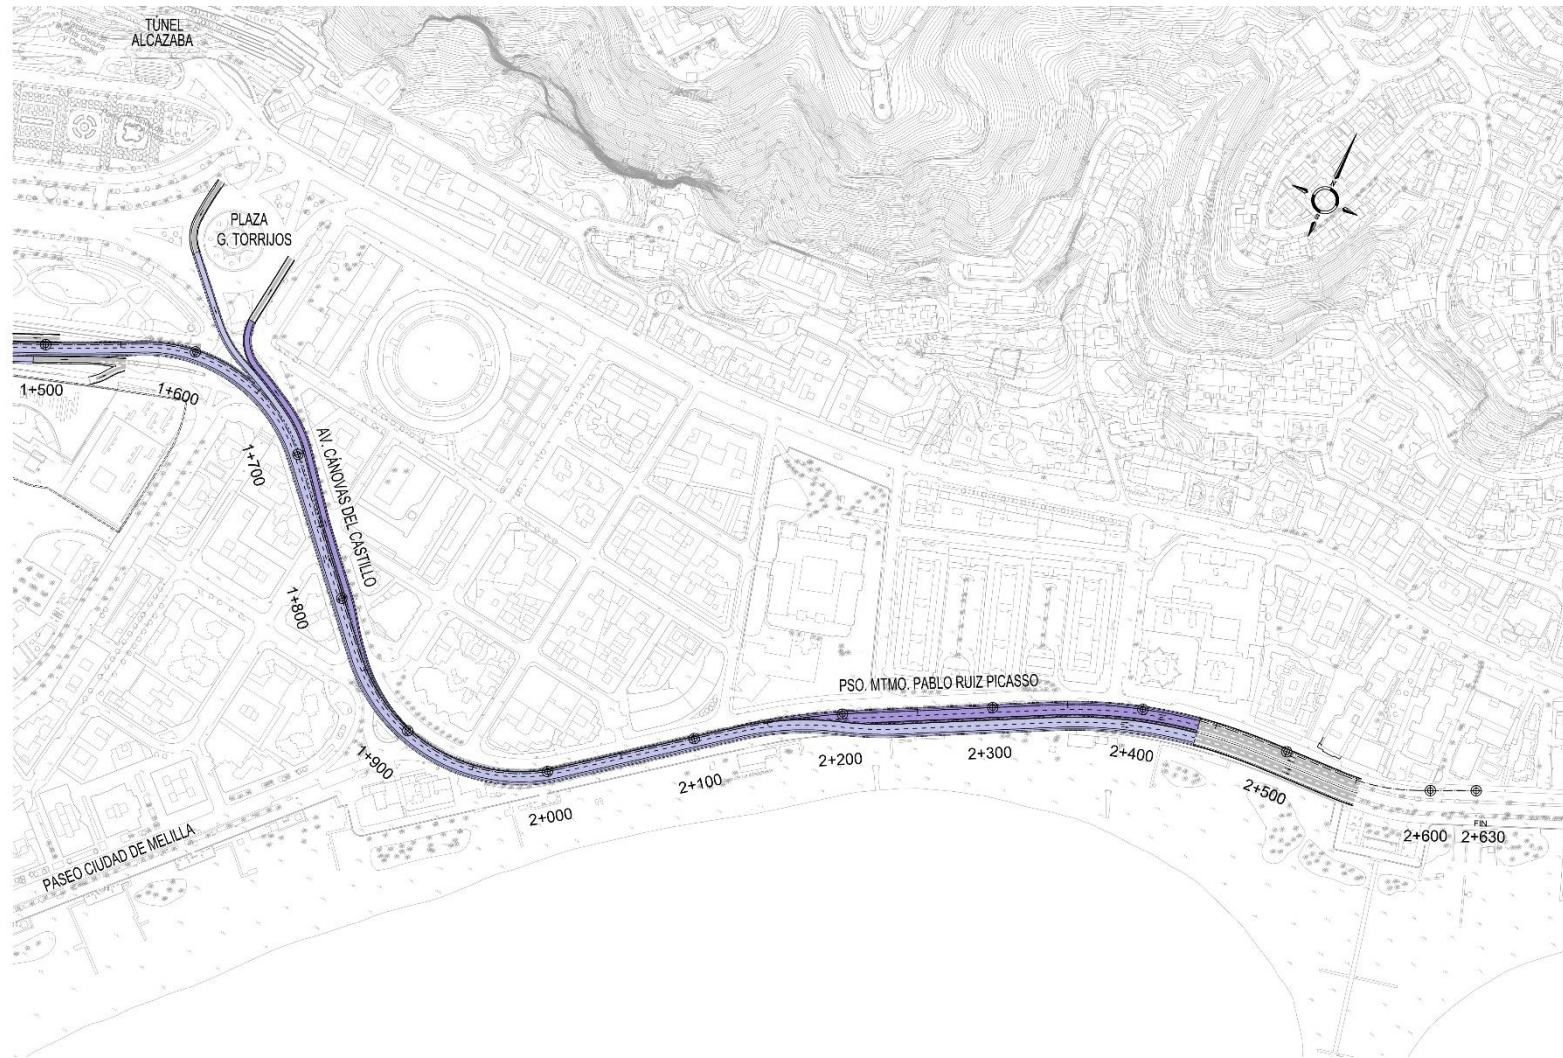 TÚNEL
ALCAZABA
PLAZA
G. TORRIJOS
1+500
1+600
1+700
AV. CÁNOVAS DEL CASTILLO
1+800
1+900
2+000
2+100
PSO. MTMO. PABLO RUIZ PICASSO
2+200
2+300
2+400
2+500
FIN
2+600
2+630
PASEO CIUDAD DE MELILLA